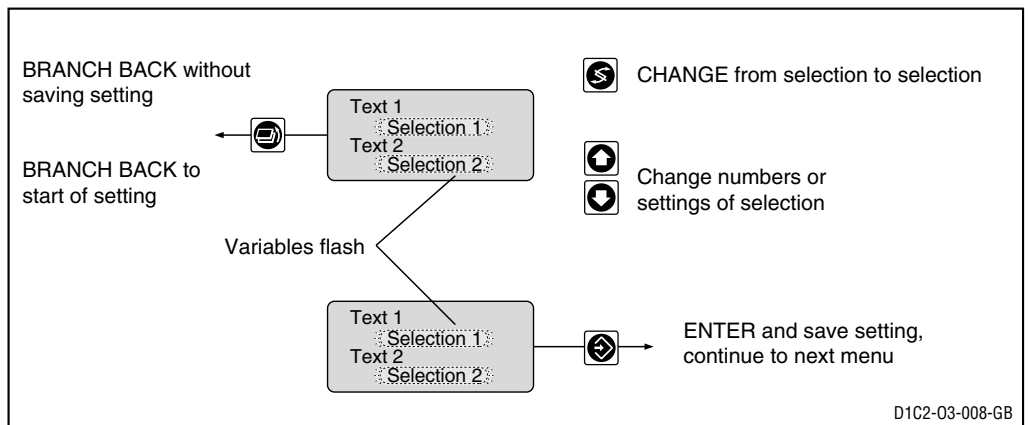 BRANCH BACK without
saving setting
BRANCH BACK to
start of setting
Text 1
Selection 1
Text 2
Selection 2
CHANGE from selection to selection
Change numbers or
settings of selection
Variables flash
Text 1
Selection 1
Text 2
Selection 2
ENTER and save setting,
continue to next menu
D1C2-03-008-GB